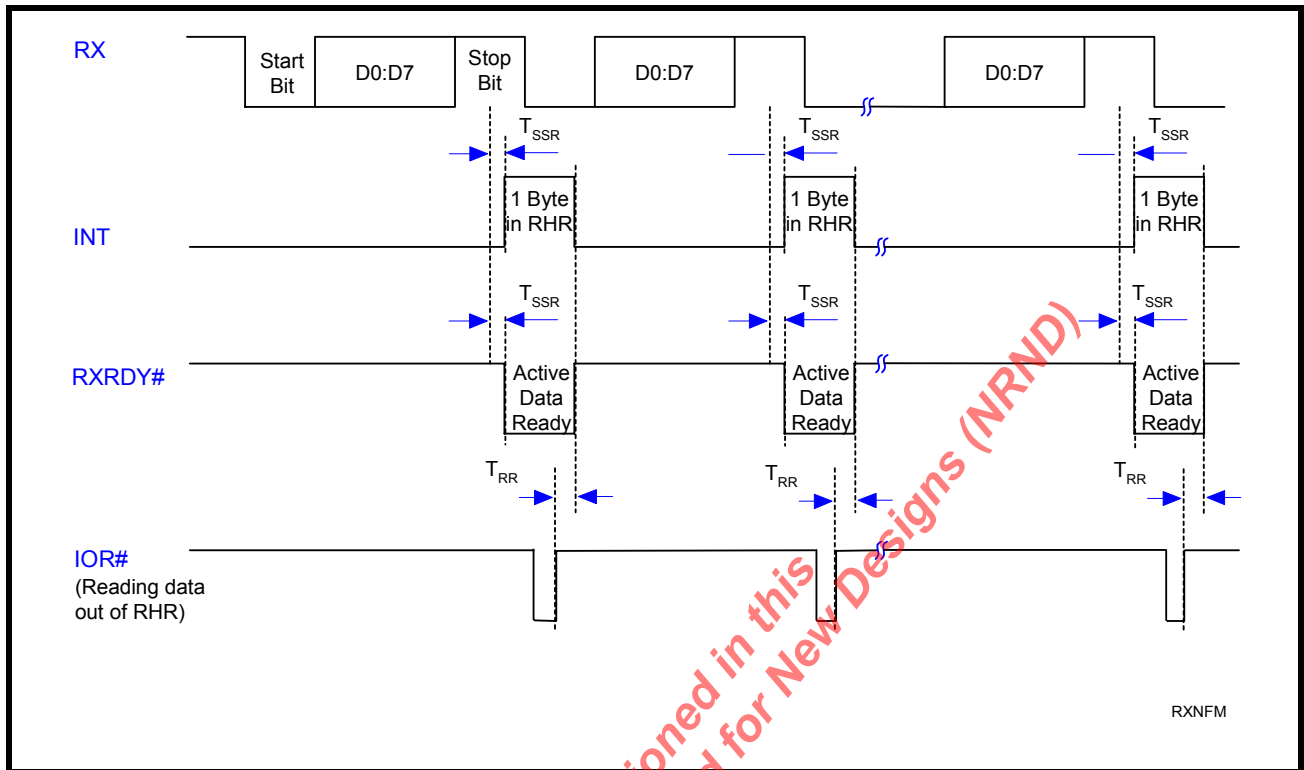 RX
Start
Bit
D0:D7
Stop
Bit
D0:D7
D0:D7
TSSR
TSSR
TSSR
INT
1 Byte
in RHR
1 Byte
in RHR
1 Byte
in RHR
TSSR
TSSR
TSSR
RXRDY#
Active
Data
Ready
Active
Data
Ready
Active
Data
Ready
TRR
TRR
TRR
IOR#
(Reading data
out of RHR)
RXNFM
ioned in this
d for New Designs (NRND)